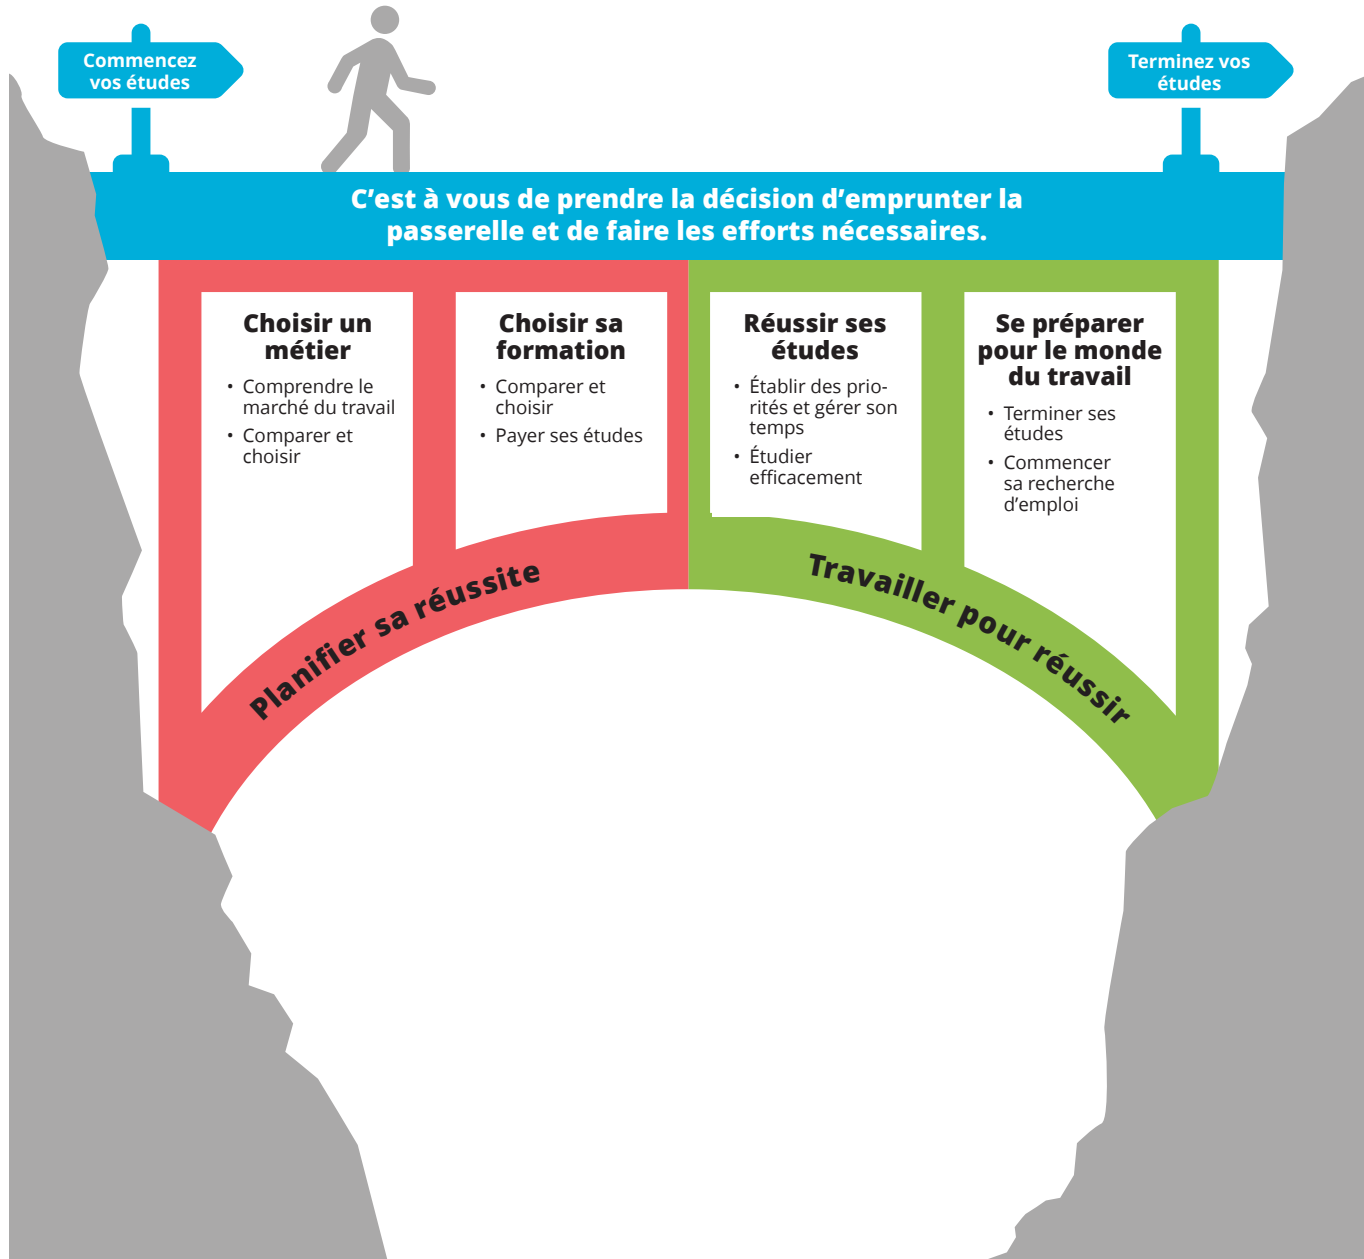 Commencez
vos études
Terminez vos
études
C’est à vous de prendre la décision d’emprunter la
passerelle et de faire les efforts nécessaires.
Choisir un
métier
• Comprendre le
marché du travail
• Comparer et
choisir
Choisir sa
formation
• Comparer et
choisir
• Payer ses études
Réussir ses
études
• Établir des prio-
rités et gérer son
temps
• Étudier
efficacement
Se préparer
pour le monde
du travail
• Terminer ses
études
• Commencer
sa recherche
d’emploi
Planifier sa réussite
Travailler pour réussir